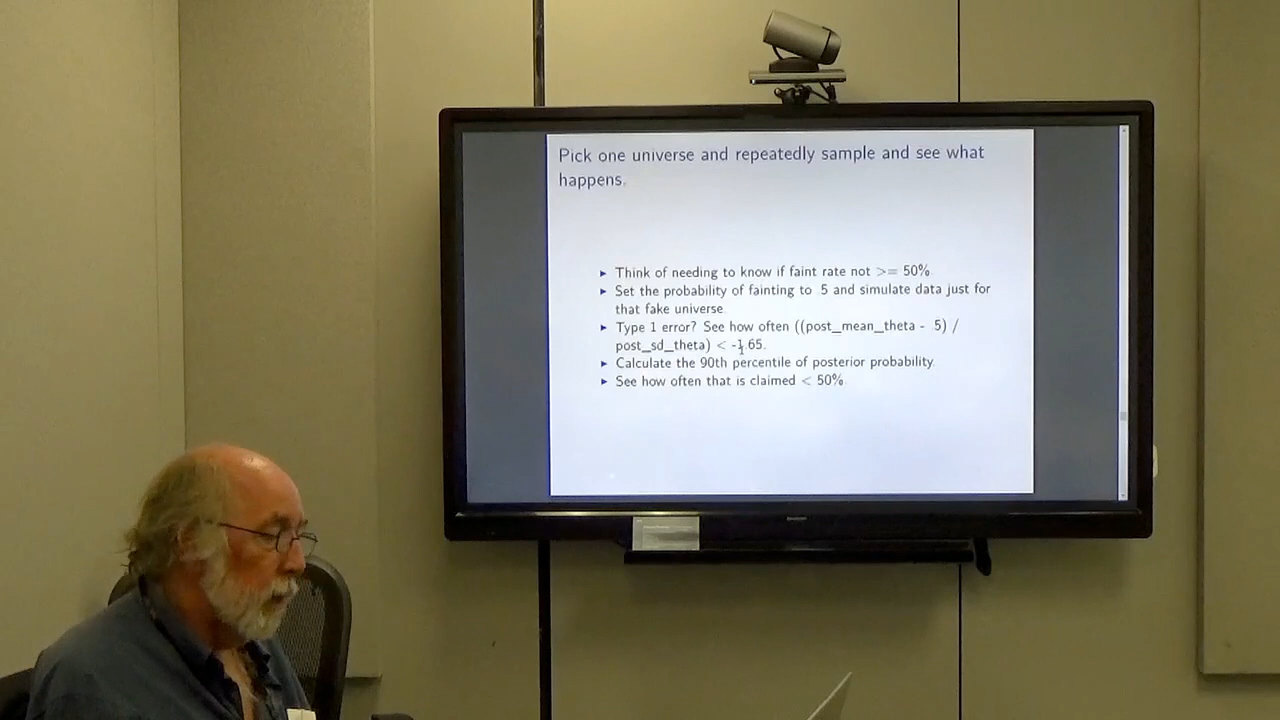 Pick one universe and repeatedly sample and see what
happens.
▸ Think of needing to know if faint rate not >= 50%.
▸ Set the probability of fainting to .5 and simulate data just for
that fake universe.
▸ Type 1 error? See how often ((post_mean_theta - .5) /
post_sd_theta) < -1.65.
▸ Calculate the 90th percentile of posterior probability.
▸ See how often that is claimed < 50%.